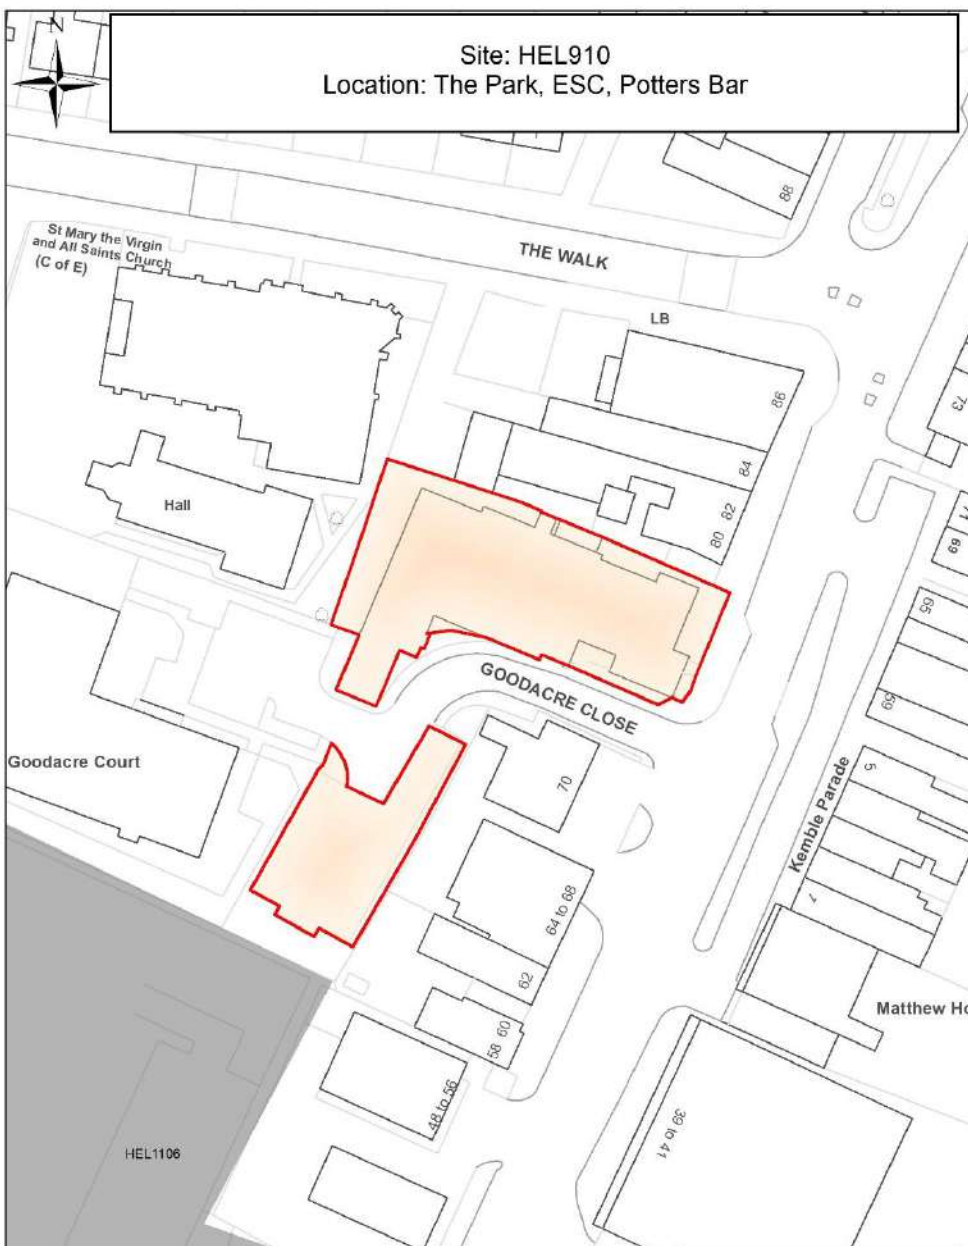 N
Site: HEL910
Location: The Park, ESC, Potters Bar
88
St Mary the Virgin
and All Saints Church
(C of E)
THE WALK
LB
86
73
84
Hall
82
80
71
69
65
GOODACRE CLOSE
59
Goodacre Court
70
5
Kemble Parade
64 to 68
7
62
Matthew Ho
60
58
48 to 56
39 to 41
HEL1106